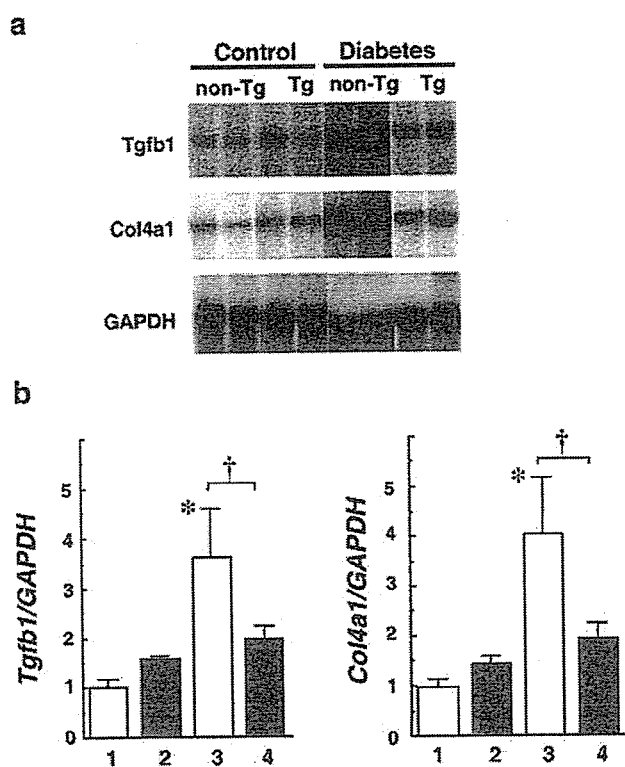 a
Control Diabetes
non-Tg Tg non-Tg Tg
Tgfb1
Col4a1
GAPDH
b
Tgfb1/GAPDH
5
4
3
2
1
0
*
†
1 2 3 4
Col4a1/GAPDH
5
4
3
2
1
0
*
†
1 2 3 4